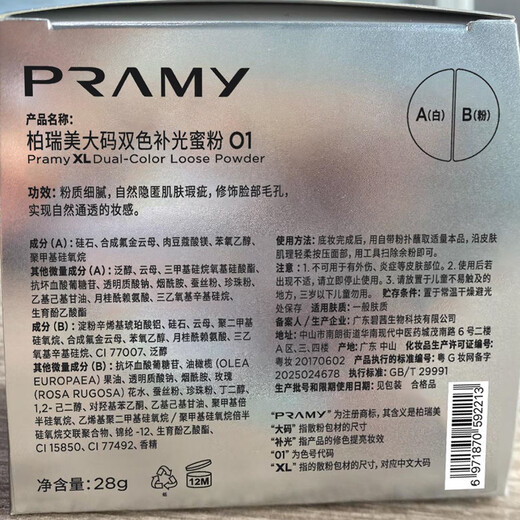 PRAMY
产品名称:
柏瑞美大码双色补光蜜粉 01
Pramy XL Dual-Color Loose Powder
A(白) B(粉)
功效: 粉质细腻, 自然隐匿肌肤瑕疵, 修饰脸部毛孔,
实现自然通透的妆感。
成分 (A): 硅石、合成氟金云母、肉豆蔻酸镁、苯氧乙醇、
聚甲基硅氧烷
其他微量成分 (A): 泛醇、云母、三甲基硅烷氧基硅酸酯、
抗坏血酸葡糖苷、透明质酸钠、烟酰胺、蚕丝粉、珍珠粉、
乙基己基甘油、月桂酰赖氨酸、三乙氧基辛基硅烷、
生育酚乙酸酯
成分 (B): 淀粉辛烯基琥珀酸铝、硅石、云母、聚二甲基
硅氧烷、合成氟金云母、苯氧乙醇、月桂酰赖氨酸、三乙
氧基辛基硅烷、CI 77007、泛醇
其他微量成分 (B): 抗坏血酸葡糖苷、油橄榄 (OLEA
EUROPAEA) 果油、透明质酸钠、烟酰胺、玫瑰
(ROSA RUGOSA) 花水、蚕丝粉、珍珠粉、丁二醇、
1,2- 己二醇、对羟基苯乙酮、乙基己基甘油、聚甲基倍
半硅氧烷、乙烯基聚二甲基硅氧烷 / 聚甲基硅氧烷倍半
硅氧烷交联聚合物、锦纶 -12、生育酚乙酸酯、
CI 15850、CI 77492、香精
净含量: 28g
12M
使用方法: 底妆完成后, 用自带粉扑蘸取适量本品, 沿皮肤
肌理轻柔按压面部, 用工具扫除余粉即可。
注意: 1. 不可用于有外伤、炎症等皮肤部位。2. 使用后若
出现不适, 请立即停止使用。3. 请放置于儿童不易触及的
地方, 三岁以下儿童勿用。 贮存条件: 置于常温干燥避光
处保存 适用肤质: 一般肤质
备案人 / 生产企业: 广东碧茜生物科技有限公司
地址: 中山市南朗街道华南现代中医药城茂南路 6 号二楼
A 区、三、四楼 产地: 广东 中山 生产许可证编号:
粤妆 20170602 产品执行的标准编号: 粤 G 妆网备字
2025024678 执行标准: GB/T 29991
生产批号和限期使用日期: 见包装 合格品
"PRAMY" 为注册商标, 其含义是柏瑞美
"大码" 指散粉包材的尺寸
"补光" 指产品的修色提亮功效
"01" 为色号代码
"XL" 指的散粉包材的尺寸, 对应中文大码
6 971870 592213